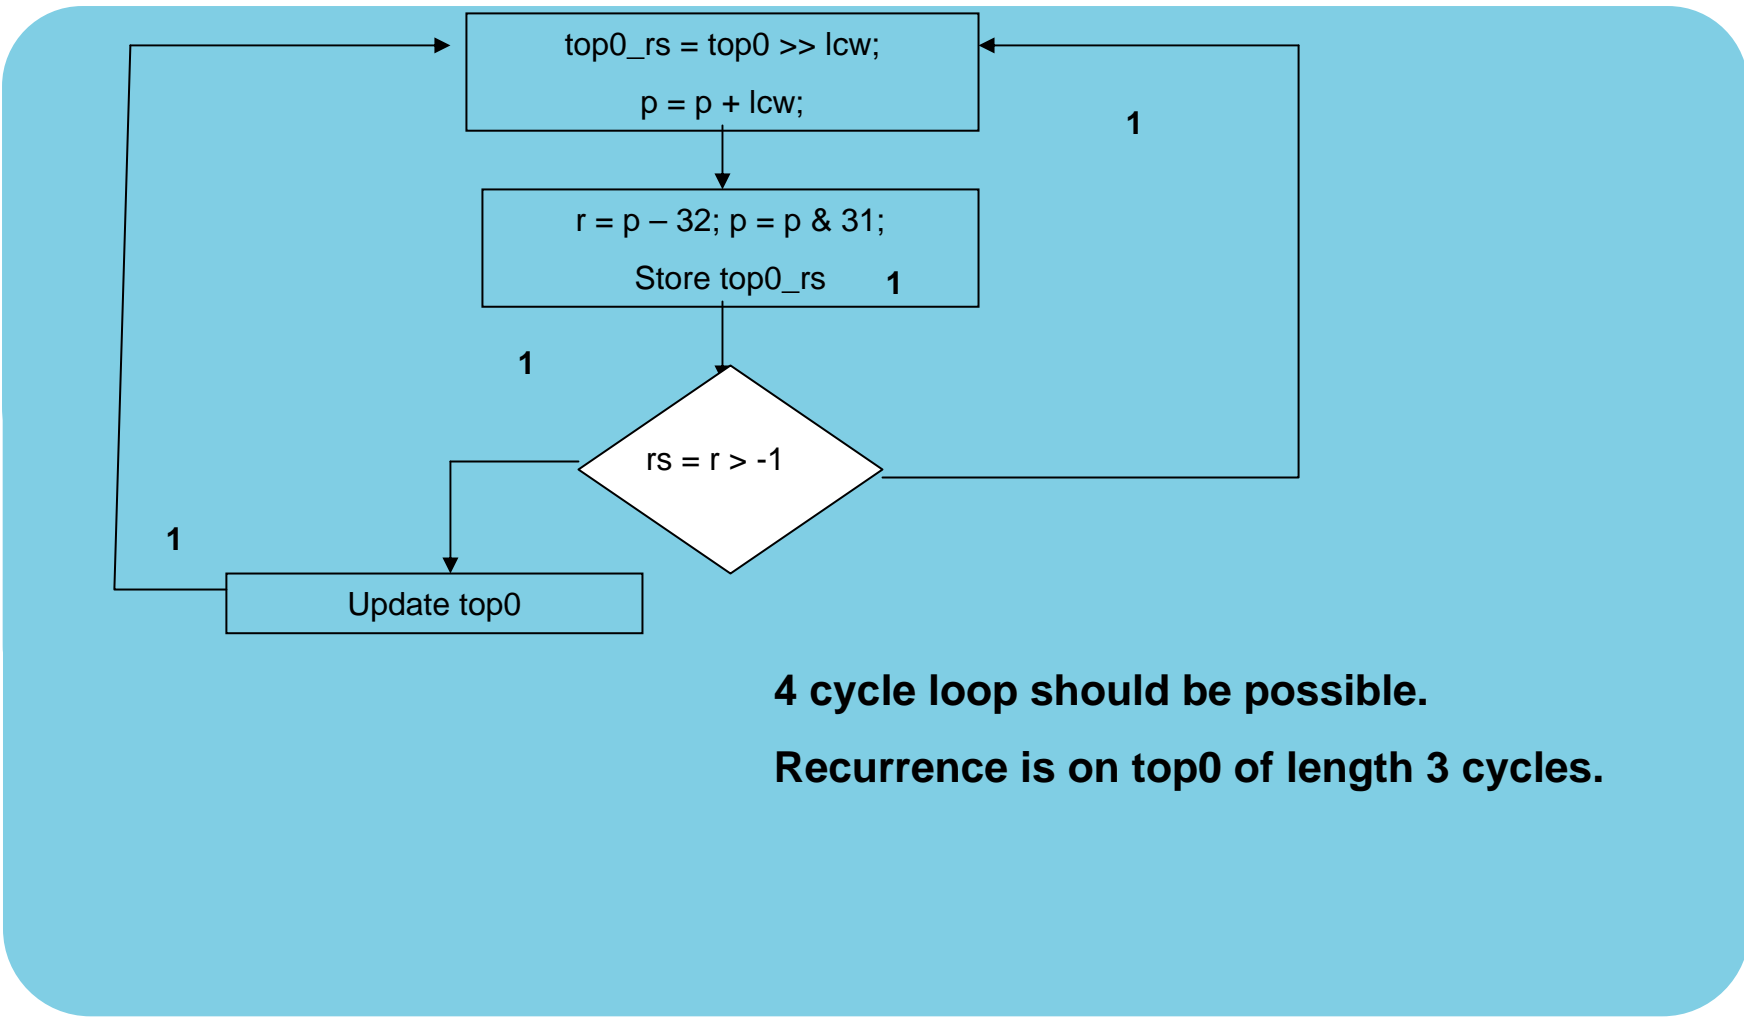 top0_rs = top0 >> lcw;
p = p + lcw;
1
r = p – 32; p = p & 31;
Store top0_rs
1
1
rs = r > -1
1
Update top0
4 cycle loop should be possible.
Recurrence is on top0 of length 3 cycles.